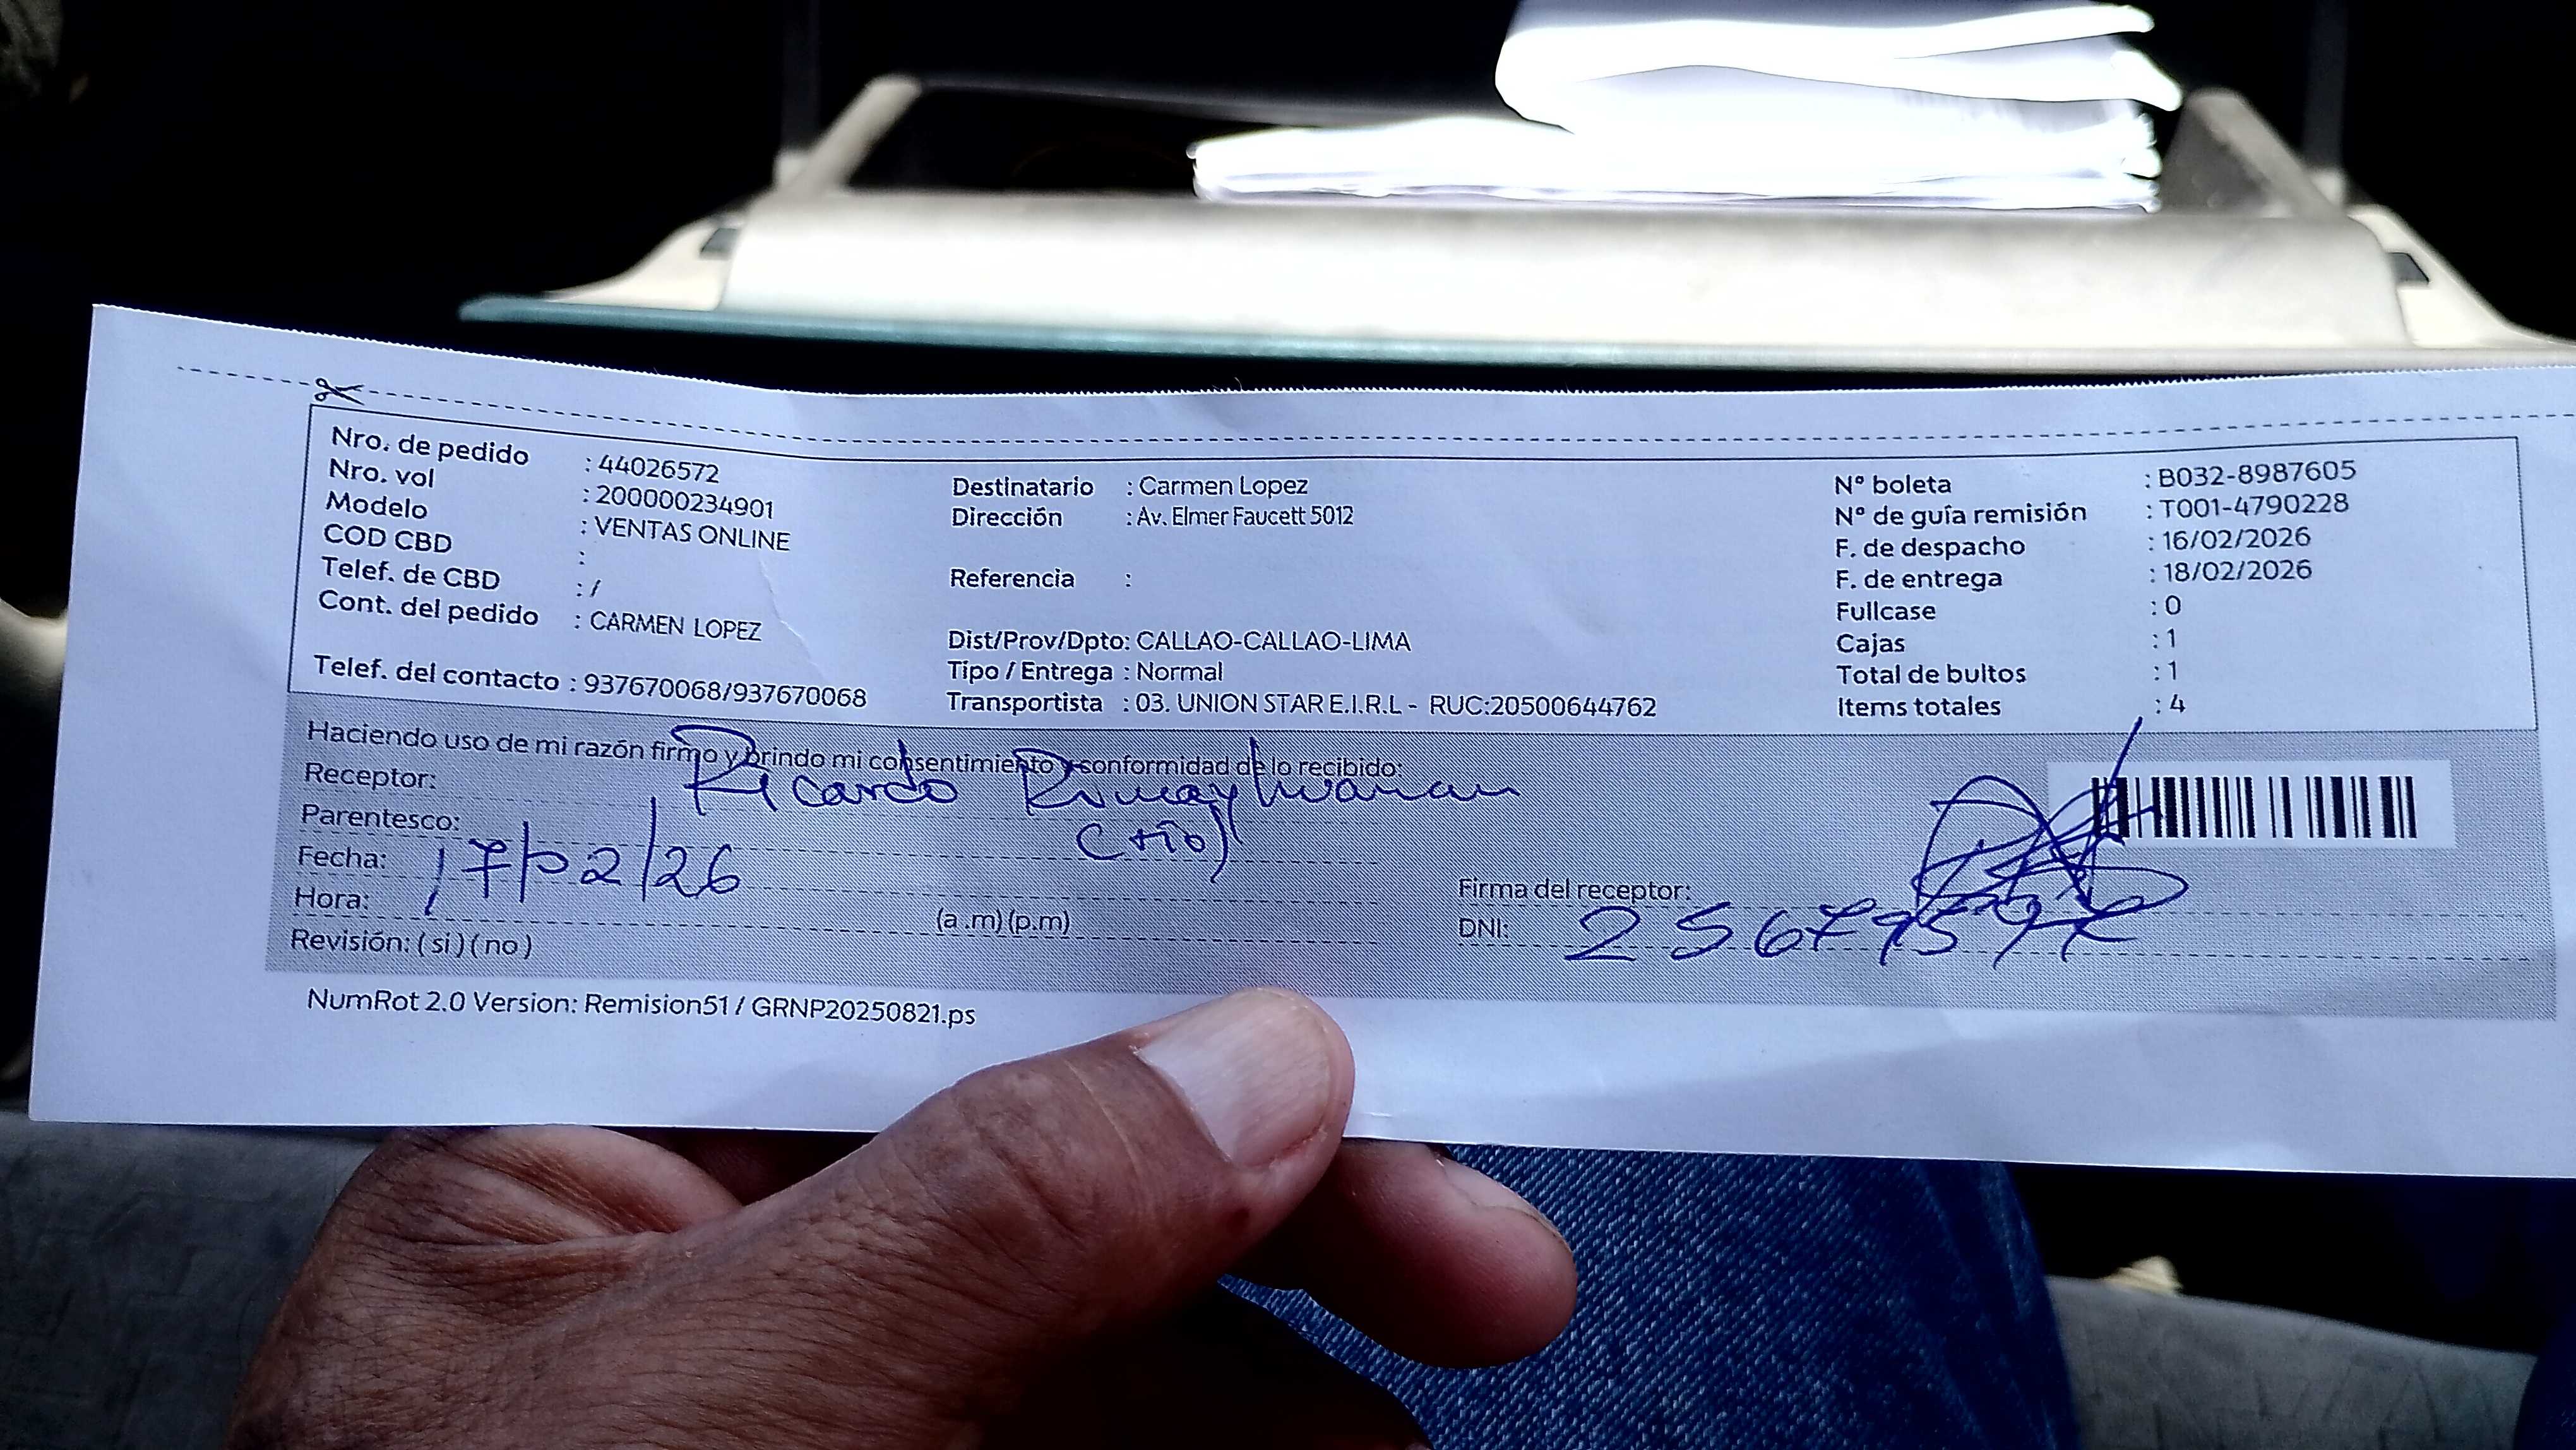 Nro. de pedido : 44026572
Nro. vol : 200000234901
Modelo : VENTAS ONLINE
COD CBD :
Telef. de CBD : /
Cont. del pedido : CARMEN LOPEZ
Telef. del contacto : 937670068/937670068
Destinatario : Carmen Lopez
Dirección : Av. Elmer Faucett 5012
Referencia :
Dist/Prov/Dpto: CALLAO-CALLAO-LIMA
Tipo / Entrega : Normal
Transportista : 03. UNION STAR E.I.R.L - RUC:20500644762
Nº boleta : B032-8987605
Nº de guía remisión : T001-4790228
F. de despacho : 16/02/2026
F. de entrega : 18/02/2026
Fullcase : 0
Cajas : 1
Total de bultos : 1
Items totales : 4
Haciendo uso de mi razón firmo y brindo mi consentimiento y conformidad de lo recibido:
Receptor: Ricardo
Parentesco: (tío)
Fecha: 17/02/26
Hora: (a.m) (p.m)
Revisión: ( si ) ( no )
Firma del receptor:
DNI:
NumRot 2.0 Version: Remision51 / GRNP20250821.ps